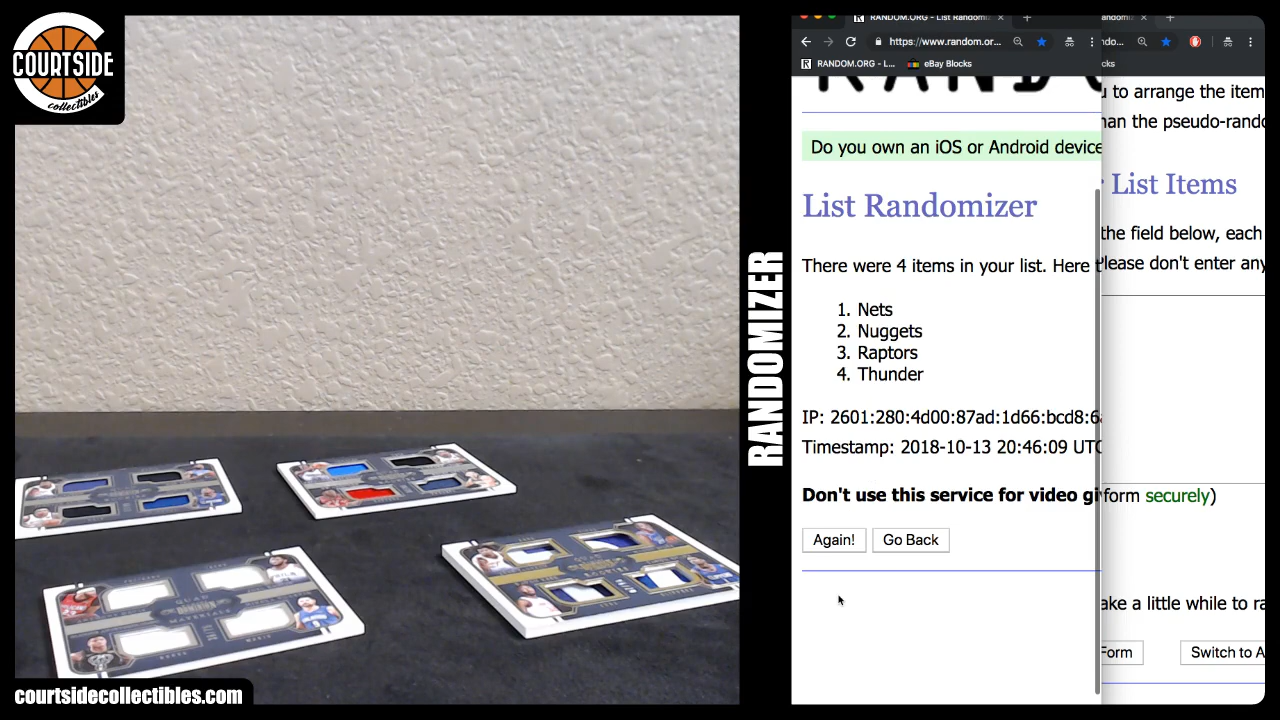 COURTSIDE
collectibles
RANDOM.ORG - List Randomiz
https://www.random.or...
RANDOM.ORG - L...
eBay Blocks
Do you own an iOS or Android device
List Randomizer
There were 4 items in your list. Here t
1. Nets
2. Nuggets
3. Raptors
4. Thunder
IP: 2601:280:4d00:87ad:1d66:bcd8:6
Timestamp: 2018-10-13 20:46:09 UTC
Don't use this service for video gi
Again!
Go Back
to arrange the item
han the pseudo-rando
List Items
the field below, each
Please don't enter any
form securely)
ake a little while to ra
Form
Switch to A
RANDOMIZER
QUAD
MATERIALS
courtsidecollectibles.com